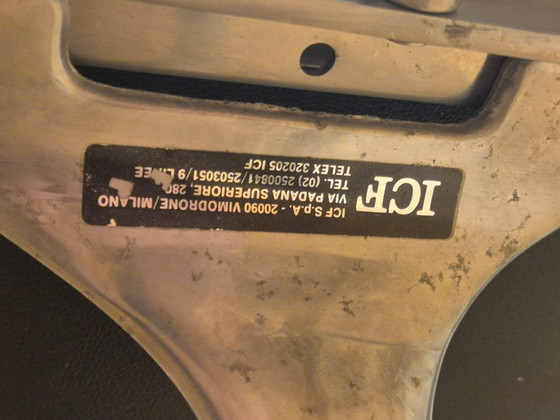 ICF
ICF S.p.A. - 20090 VIMODRONE/MILANO
VIA PADANA SUPERIORE, 280
TEL. (02) 2500841/2503051/9 LINEE
TELEX 320205 ICF